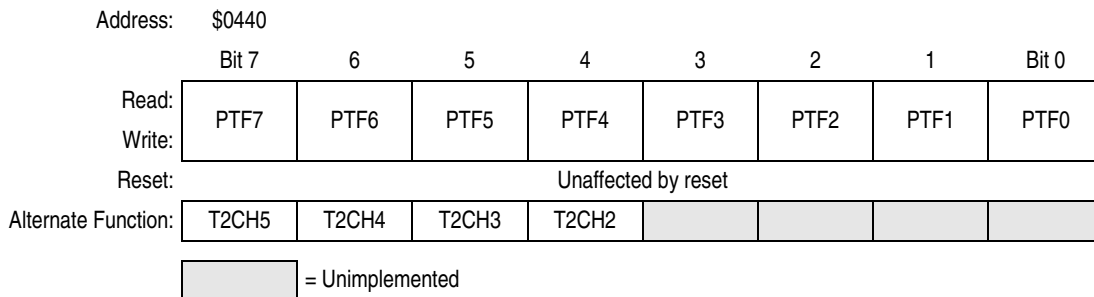 Address: $0440
Bit 7 6 5 4 3 2 1 Bit 0
Read:
PTF7 PTF6 PTF5 PTF4 PTF3 PTF2 PTF1 PTF0
Write:
Reset: Unaffected by reset
Alternate Function: T2CH5 T2CH4 T2CH3 T2CH2
= Unimplemented